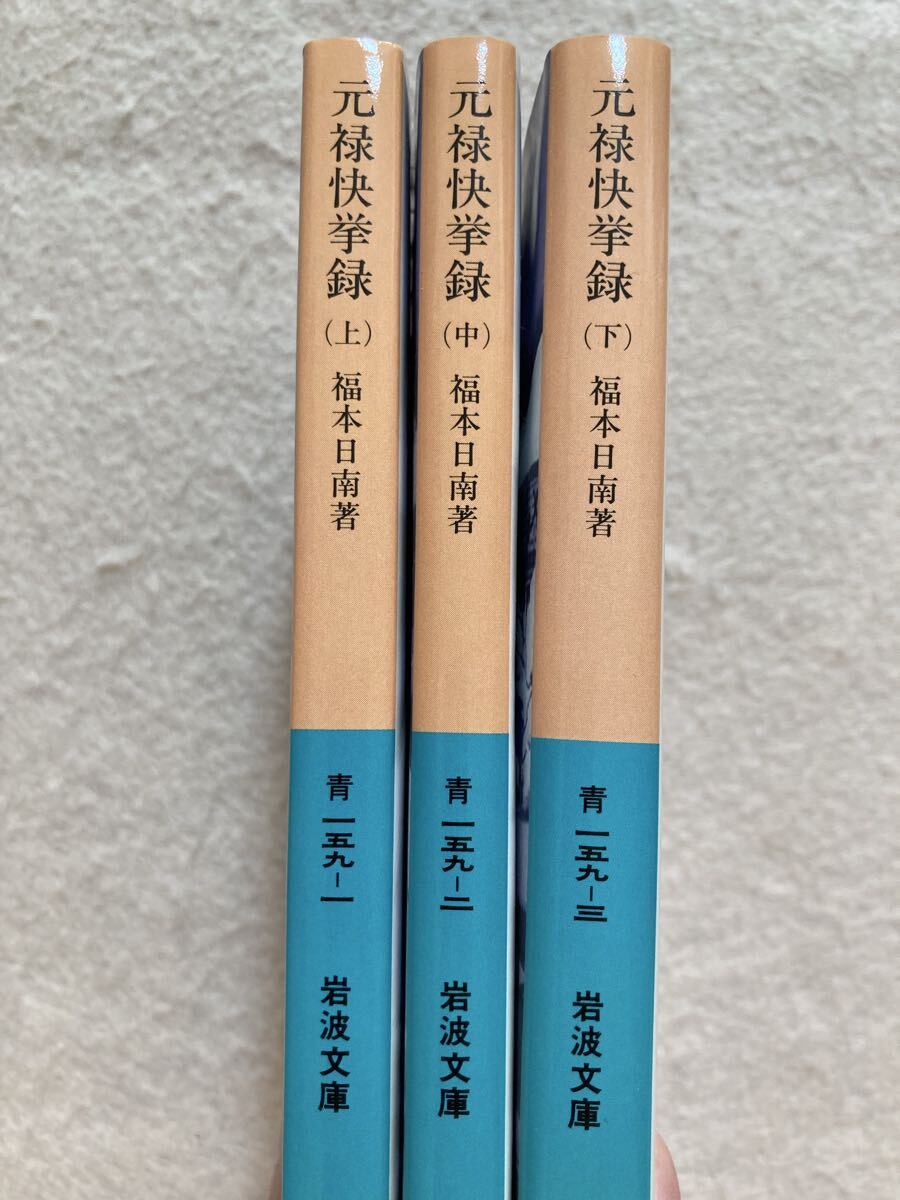 元禄快挙録(上) 福本日南著
青一五九-一
岩波文庫
元禄快挙録(中) 福本日南著
青一五九-二
岩波文庫
元禄快挙録(下) 福本日南著
青一五九-三
岩波文庫